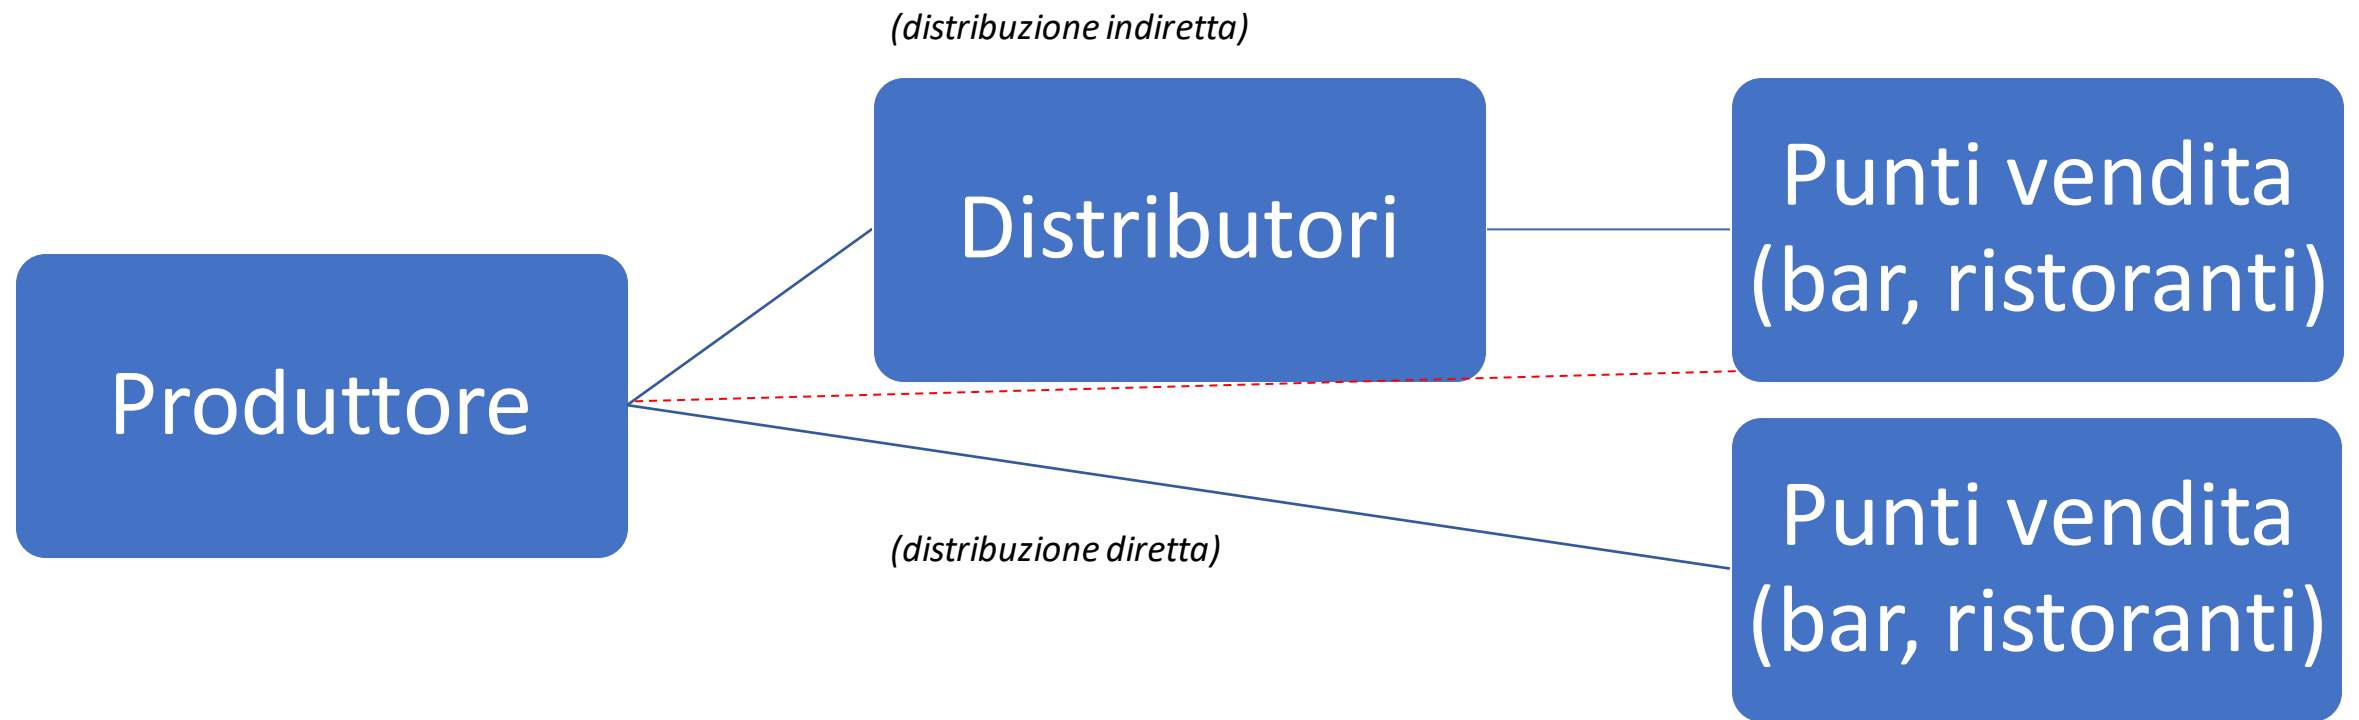 (distribuzione indiretta)
Produttore
Distributori
Punti vendita
(bar, ristoranti)
(distribuzione diretta)
Punti vendita
(bar, ristoranti)